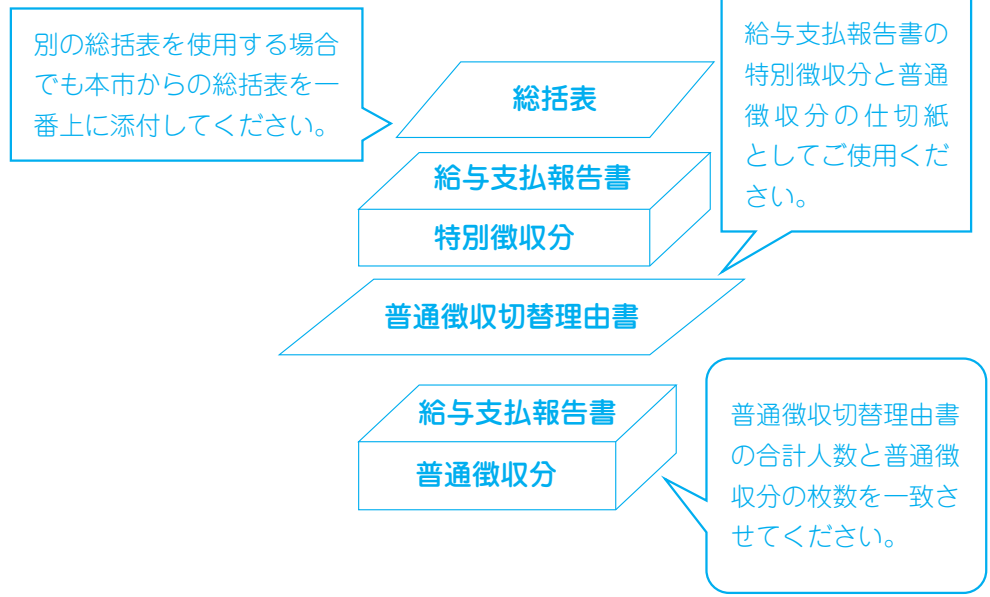 別の総括表を使用する場合
でも本市からの総括表を一
番上に添付してください。
給与支払報告書の
特別徴収分と普通
徴収分の仕切紙
としてご使用くだ
さい。
総括表
給与支払報告書
特別徴収分
普通徴収切替理由書
給与支払報告書
普通徴収分
普通徴収切替理由書
の合計人数と普通徴
収分の枚数を一致さ
せてください。